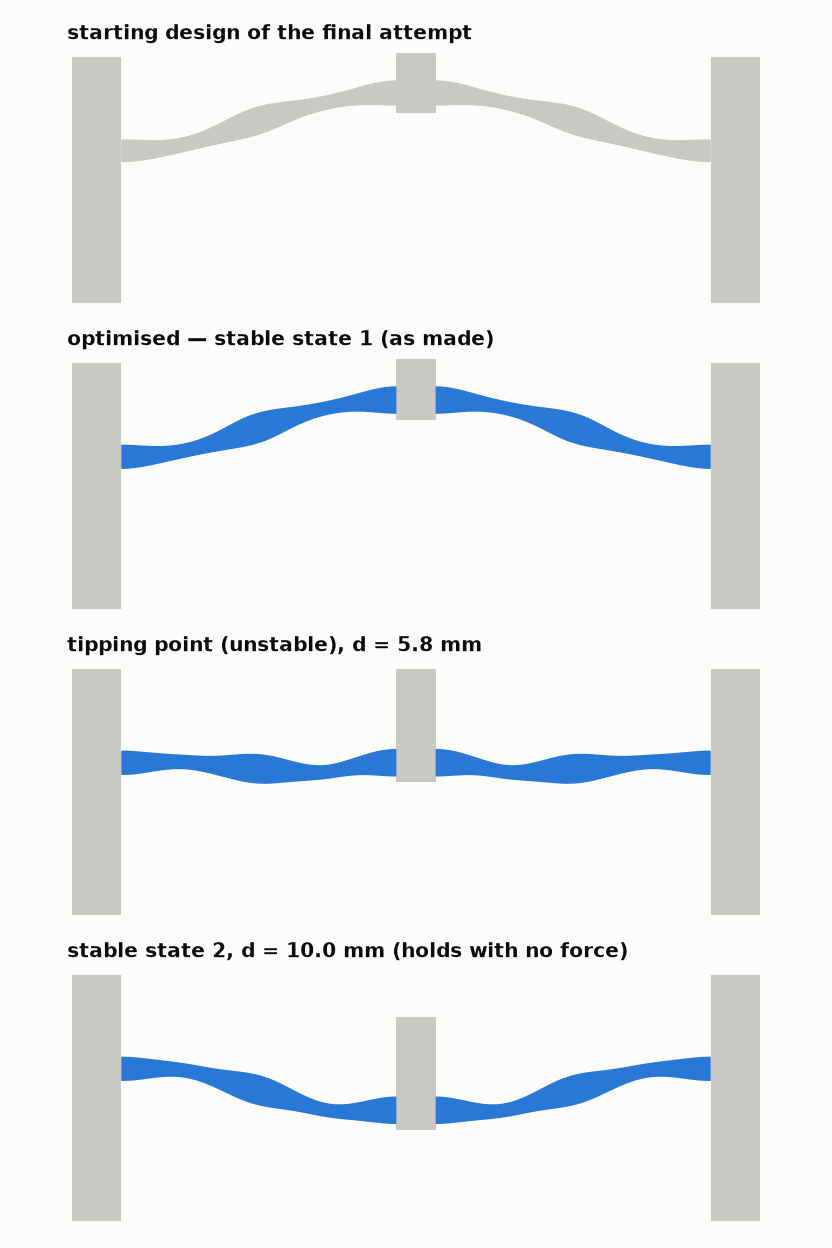 starting design of the final attempt
optimised — stable state 1 (as made)
tipping point (unstable), d = 5.8 mm
stable state 2, d = 10.0 mm (holds with no force)